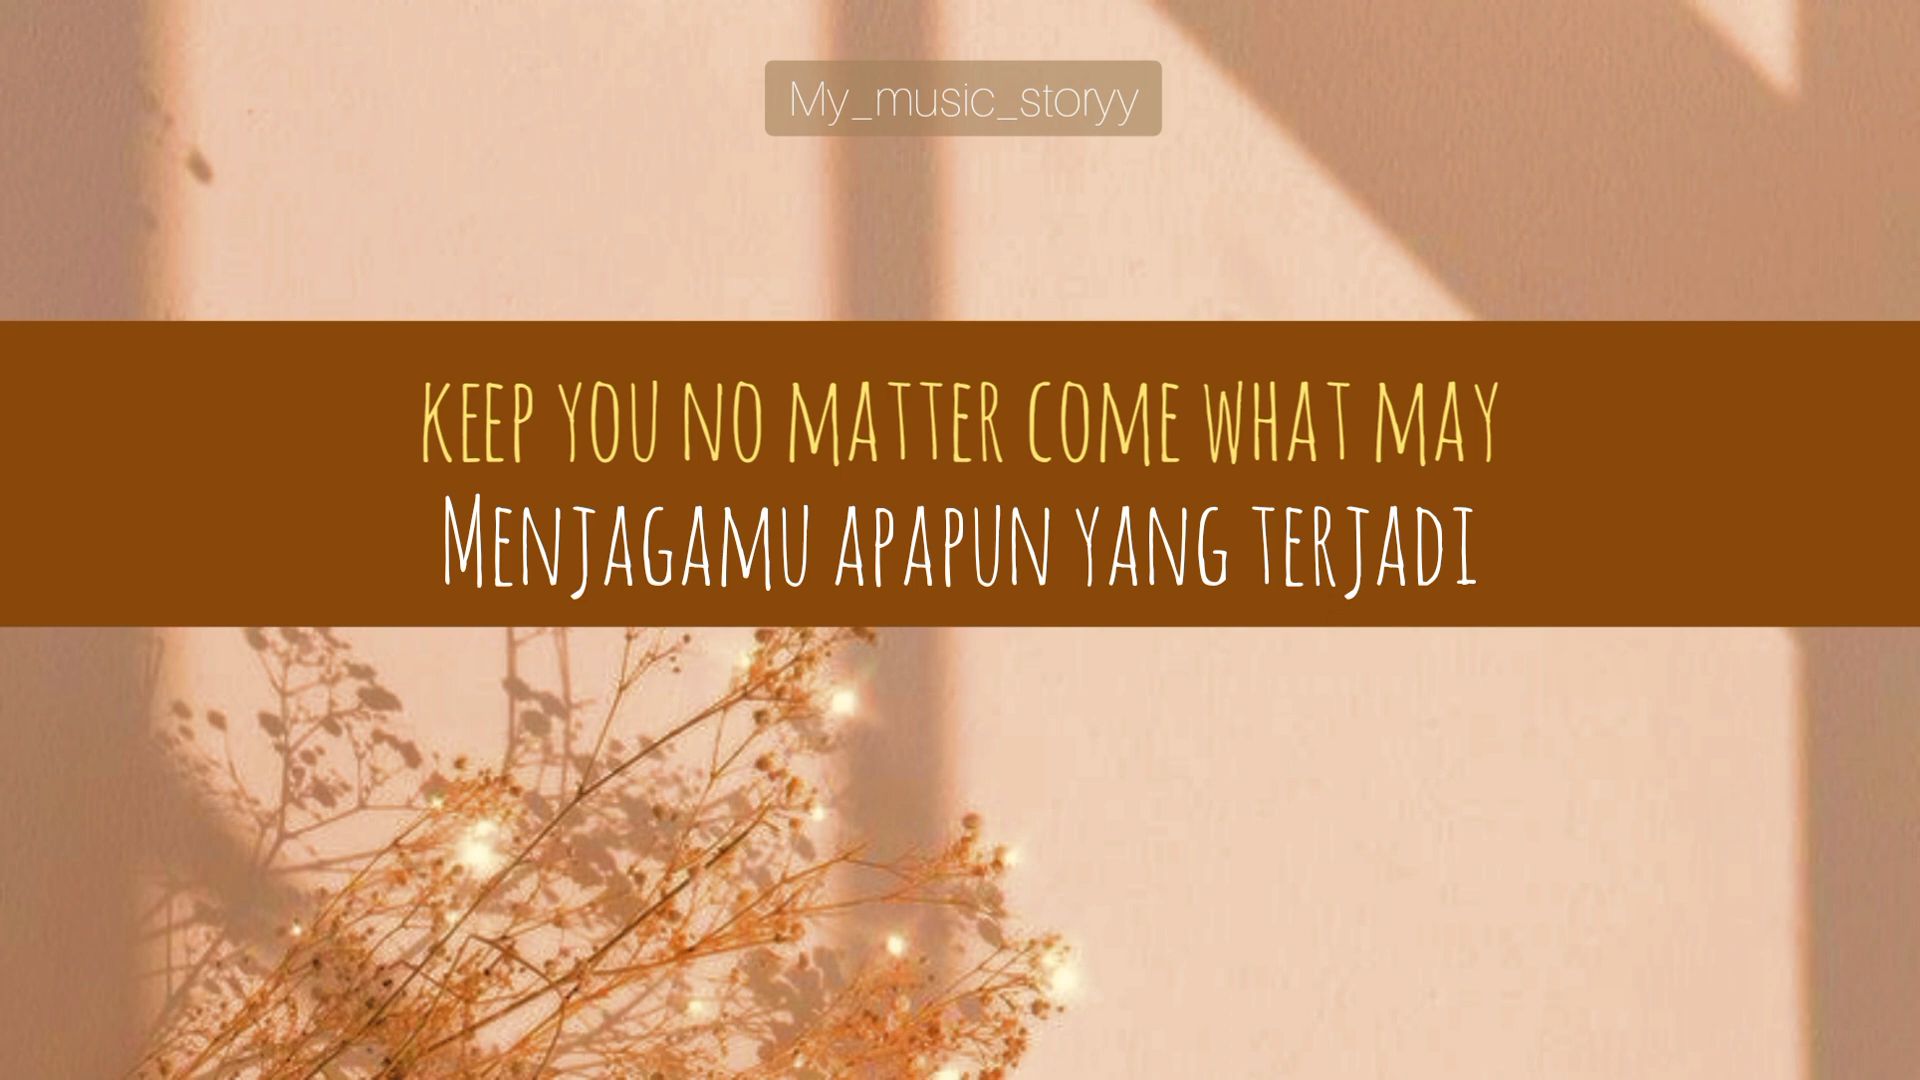 My_music_storyy
KEEP YOU NO MATTER COME WHAT MAY
MENJAGAMU APAPUN YANG TERJADI